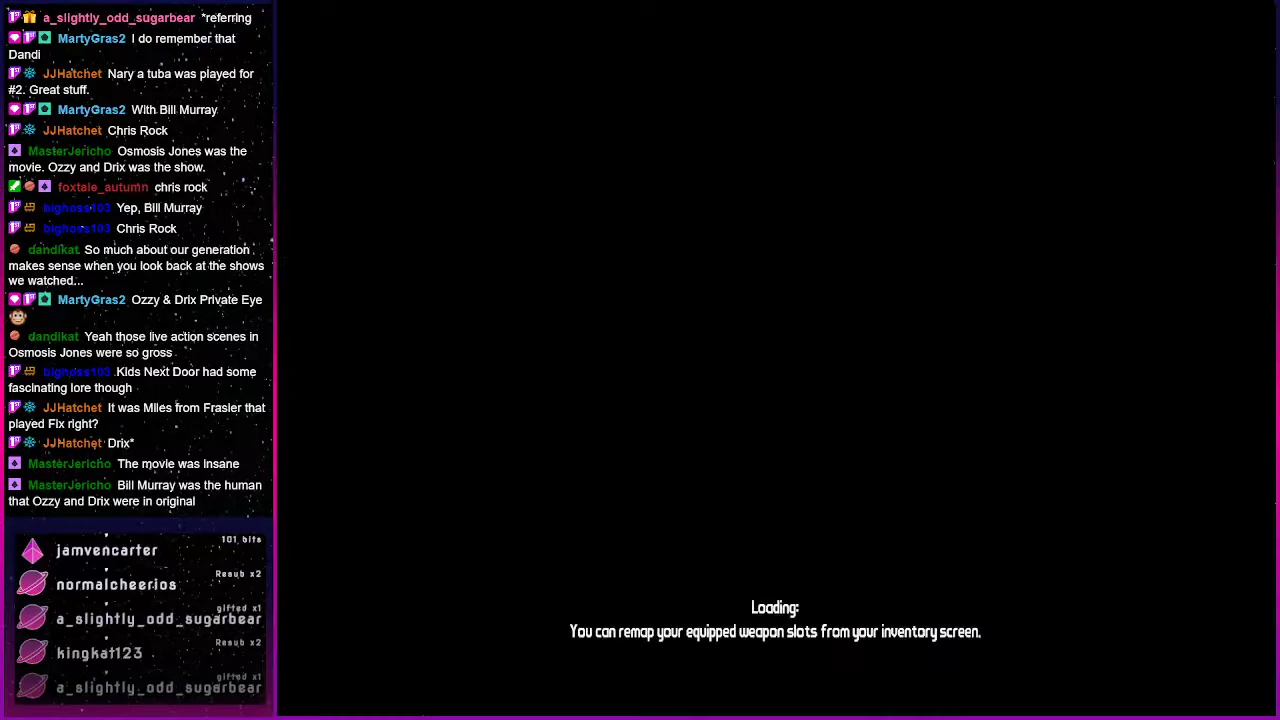 a_slightly_odd_sugarbear *referring
MartyGras2 I do remember that
Dandi
JJHatchet Nary a tuba was played for
#2. Great stuff.
MartyGras2 With Bill Murray
JJHatchet Chris Rock
MasterJericho Osmosis Jones was the
movie. Ozzy and Drix was the show.
foxtale_autumn chris rock
bighoss103 Yep, Bill Murray
bighoss103 Chris Rock
dandikat So much about our generation
makes sense when you look back at the shows
we watched...
MartyGras2 Ozzy & Drix Private Eye
dandikat Yeah those live action scenes in
Osmosis Jones were so gross
bighoss103 Kids Next Door had some
fascinating lore though
JJHatchet It was Miles from Frasier that
played Fix right?
JJHatchet Drix*
MasterJericho The movie was insane
MasterJericho Bill Murray was the human
that Ozzy and Drix were in original
101 bits
jamvencarter
Resub x2
normalcheerios
gifted x1
a_slightly_odd_sugarbear
Resub x2
kingkat123
gifted x1
a_slightly_odd_sugarbear
Loading:
You can remap your equipped weapon slots from your inventory screen.